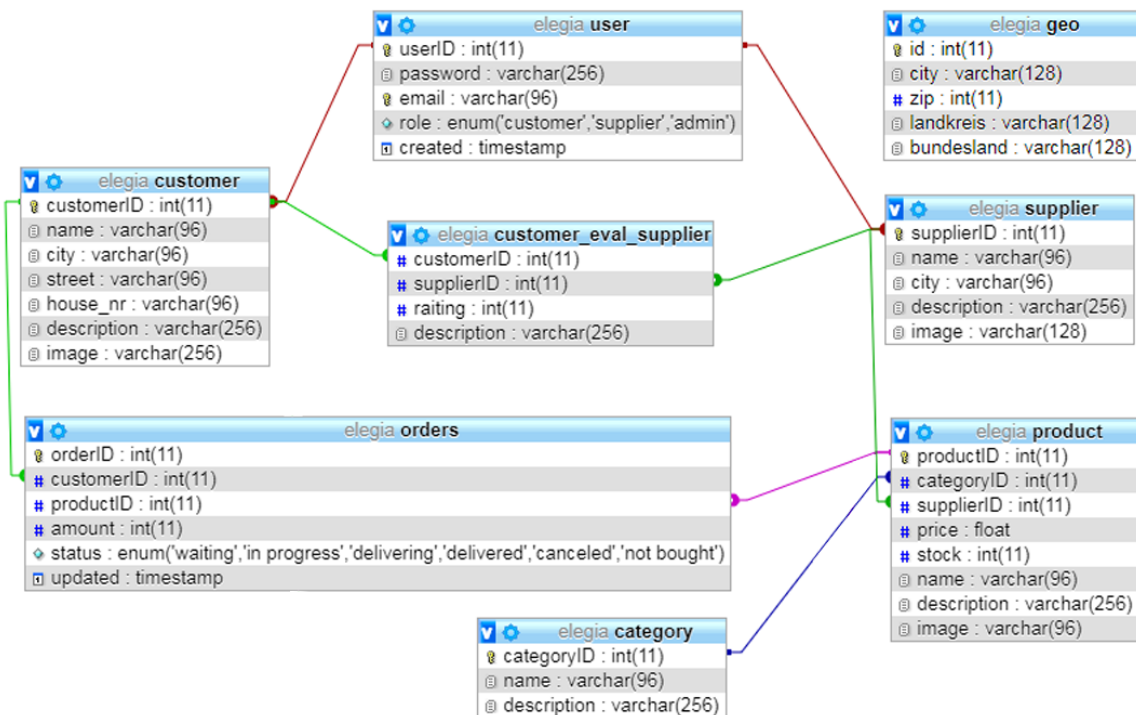 elegia user
userID : int(11)
password : varchar(256)
email : varchar(96)
role : enum('customer','supplier','admin')
created : timestamp
elegia geo
id : int(11)
city : varchar(128)
zip : int(11)
landkreis : varchar(128)
bundesland : varchar(128)
elegia customer
customerID : int(11)
name : varchar(96)
city : varchar(96)
street : varchar(96)
house_nr : varchar(96)
description : varchar(256)
image : varchar(256)
elegia customer_eval_supplier
customerID : int(11)
supplierID : int(11)
raiting : int(11)
description : varchar(256)
elegia supplier
supplierID : int(11)
name : varchar(96)
city : varchar(96)
description : varchar(256)
image : varchar(128)
elegia orders
orderID : int(11)
customerID : int(11)
productID : int(11)
amount : int(11)
status : enum('waiting','in progress','delivering','delivered','canceled','not bought')
updated : timestamp
elegia product
productID : int(11)
categoryID : int(11)
supplierID : int(11)
price : float
stock : int(11)
name : varchar(96)
description : varchar(256)
image : varchar(96)
elegia category
categoryID : int(11)
name : varchar(96)
description : varchar(256)